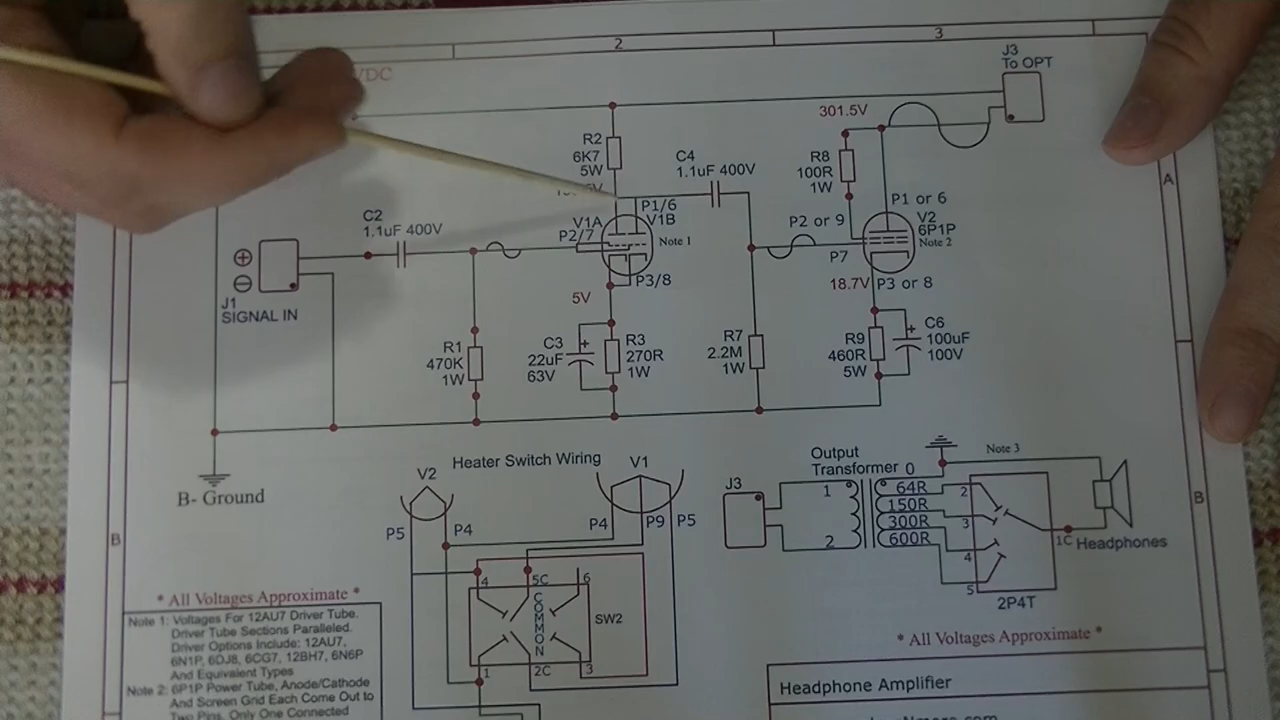 2
3
VDC
J3
To OPT
301.5V
R2
6K7
5W
C4
1.1uF 400V
R8
100R
1W
A
P1/6
P1 or 6
C2
1.1uF 400V
V1A
V1B
P2/7
Note 1
P2 or 9
V2
6P1P
Note 2
P7
P3/8
18.7V
P3 or 8
J1
SIGNAL IN
5V
R1
470K
1W
C3
22uF
63V
R3
270R
1W
R7
2.2M
1W
R9
460R
5W
C6
100uF
100V
B- Ground
Heater Switch Wiring
V2
V1
P5
P4
P4
P9
P5
4
5C
6
COMMON
SW2
1
2C
3
J3
Output
Transformer
0
1
2
64R
150R
300R
600R
Note 3
2
3
4
5
1C
Headphones
2P4T
B
B
* All Voltages Approximate *
Note 1: Voltages For 12AU7 Driver Tube.
Driver Tube Sections Paralleled.
Driver Options Include: 12AU7,
6N1P, 6DJ8, 6CG7, 12BH7, 6N6P
And Equivalent Types
Note 2: 6P1P Power Tube, Anode/Cathode
And Screen Grid Each Come Out to
Two Pins. Only One Connected
* All Voltages Approximate *
Headphone Amplifier